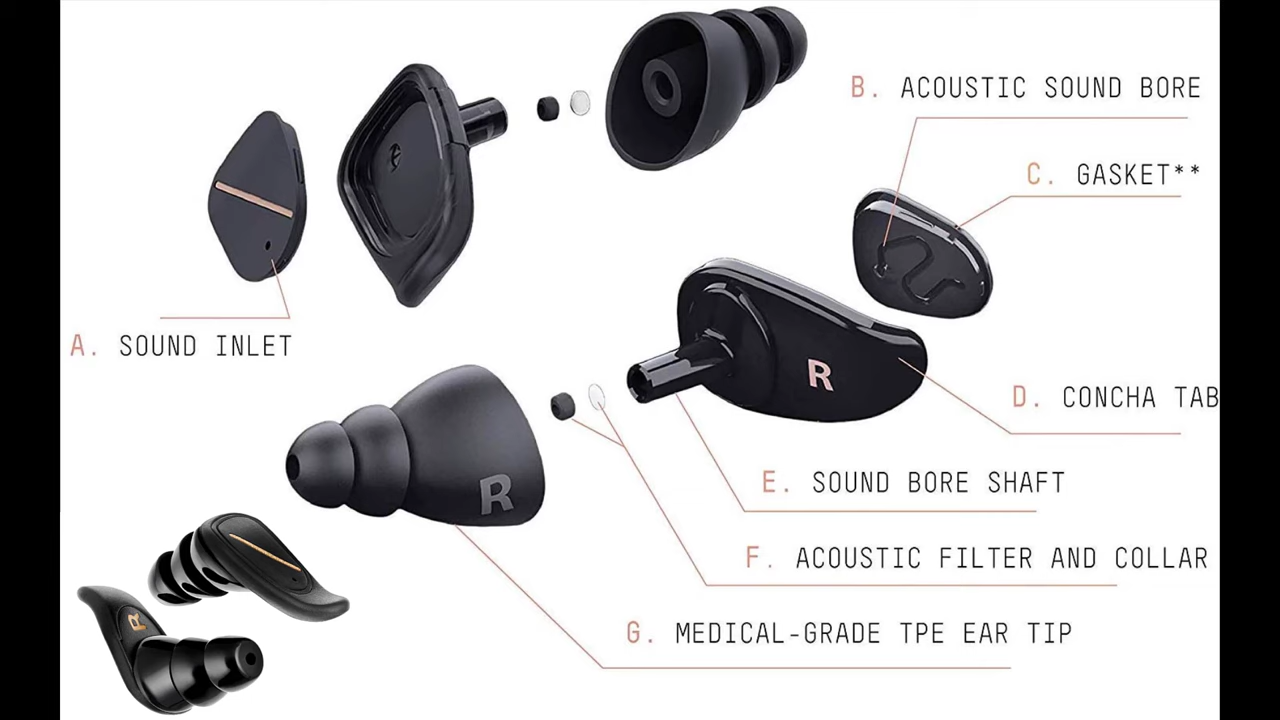 B. ACOUSTIC SOUND BORE
C. GASKET**
A. SOUND INLET
R
D. CONCHA TAB
R
E. SOUND BORE SHAFT
F. ACOUSTIC FILTER AND COLLAR
R
G. MEDICAL-GRADE TPE EAR TIP